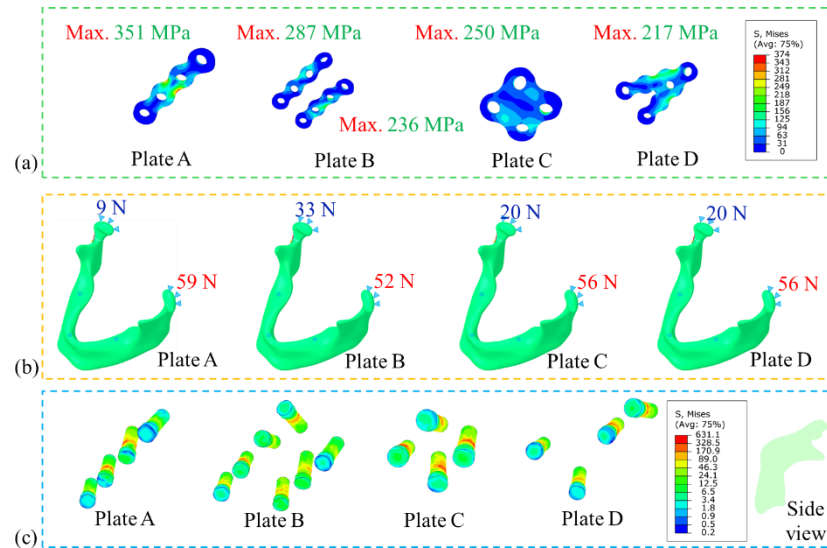 Max. 351 MPa
Max. 287 MPa
Max. 250 MPa
Max. 217 MPa
S, Mises
(Avg: 75%)
374
343
312
281
249
218
187
156
125
94
63
31
0
Max. 236 MPa
(a)
Plate A
Plate B
Plate C
Plate D
9 N
33 N
20 N
20 N
59 N
52 N
56 N
56 N
(b)
Plate A
Plate B
Plate C
Plate D
S, Mises
(Avg: 75%)
631.1
328.5
170.9
89.0
46.3
24.1
12.5
6.5
3.4
1.8
0.9
0.5
0.2
(c)
Plate A
Plate B
Plate C
Plate D
Side
view